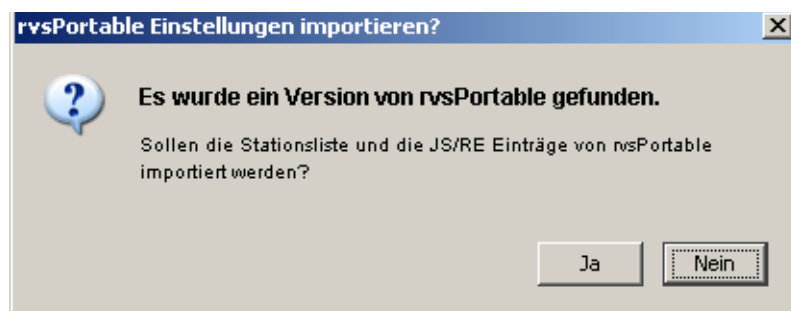 rvsPortable Einstellungen importieren?
Es wurde ein Version von rvsPortable gefunden.
Sollen die Stationsliste und die JS/RE Einträge von rvsPortable
importiert werden?
Ja
Nein